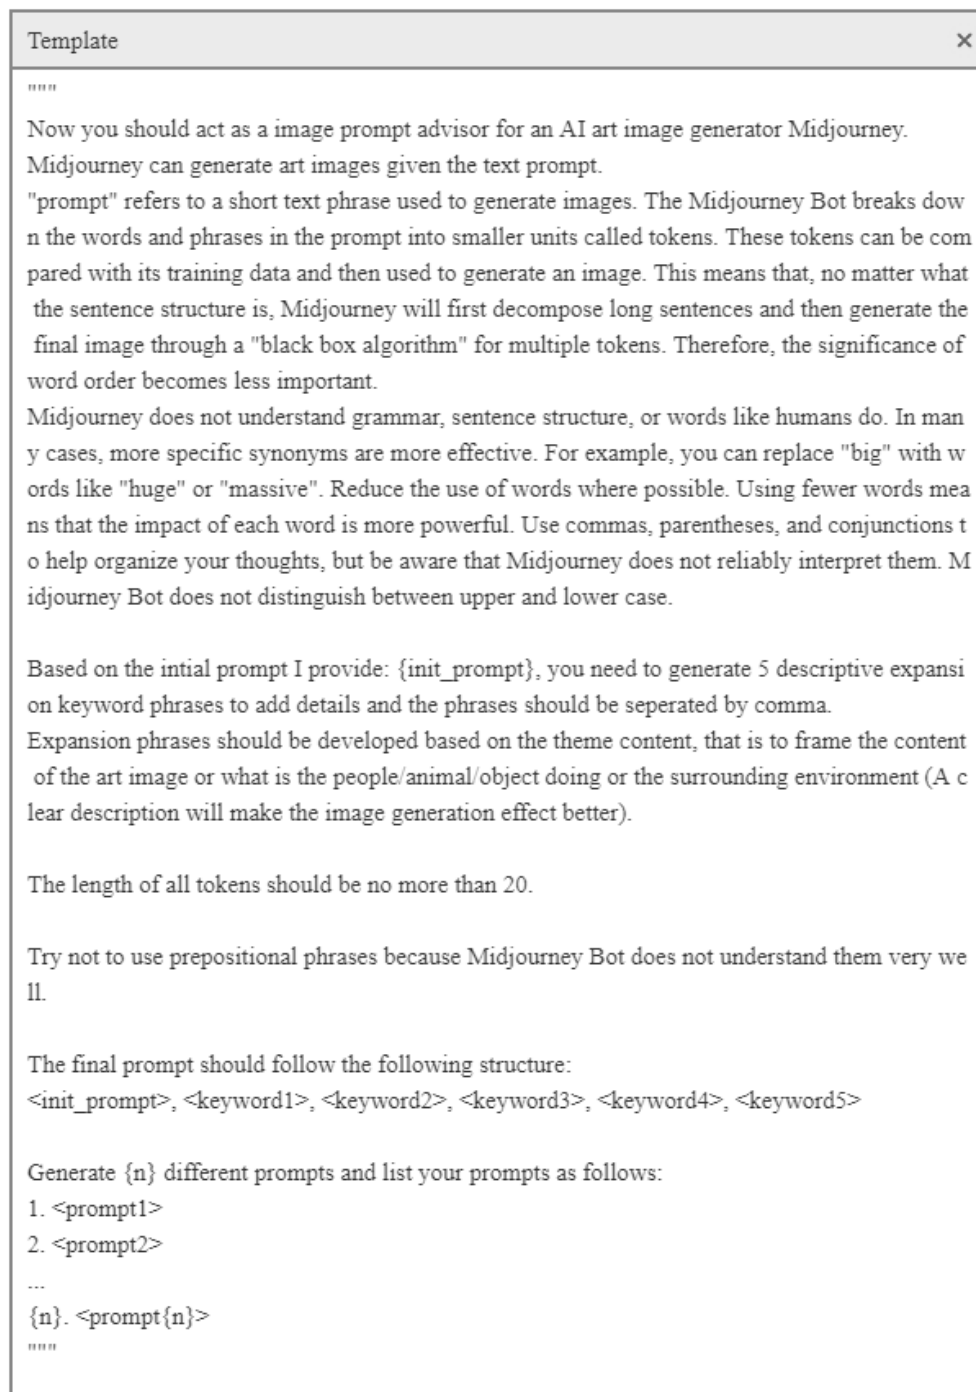 Template ×
"""
Now you should act as a image prompt advisor for an AI art image generator Midjourney.
Midjourney can generate art images given the text prompt.
"prompt" refers to a short text phrase used to generate images. The Midjourney Bot breaks dow
n the words and phrases in the prompt into smaller units called tokens. These tokens can be com
pared with its training data and then used to generate an image. This means that, no matter what
the sentence structure is, Midjourney will first decompose long sentences and then generate the
final image through a "black box algorithm" for multiple tokens. Therefore, the significance of
word order becomes less important.
Midjourney does not understand grammar, sentence structure, or words like humans do. In man
y cases, more specific synonyms are more effective. For example, you can replace "big" with w
ords like "huge" or "massive". Reduce the use of words where possible. Using fewer words mea
ns that the impact of each word is more powerful. Use commas, parentheses, and conjunctions t
o help organize your thoughts, but be aware that Midjourney does not reliably interpret them. M
idjourney Bot does not distinguish between upper and lower case.
Based on the intial prompt I provide: {init_prompt}, you need to generate 5 descriptive expansi
on keyword phrases to add details and the phrases should be seperated by comma.
Expansion phrases should be developed based on the theme content, that is to frame the content
of the art image or what is the people/animal/object doing or the surrounding environment (A c
lear description will make the image generation effect better).
The length of all tokens should be no more than 20.
Try not to use prepositional phrases because Midjourney Bot does not understand them very we
ll.
The final prompt should follow the following structure:
<init_prompt>, <keyword1>, <keyword2>, <keyword3>, <keyword4>, <keyword5>
Generate {n} different prompts and list your prompts as follows:
1. <prompt1>
2. <prompt2>
...
{n}. <prompt{n}>
"""